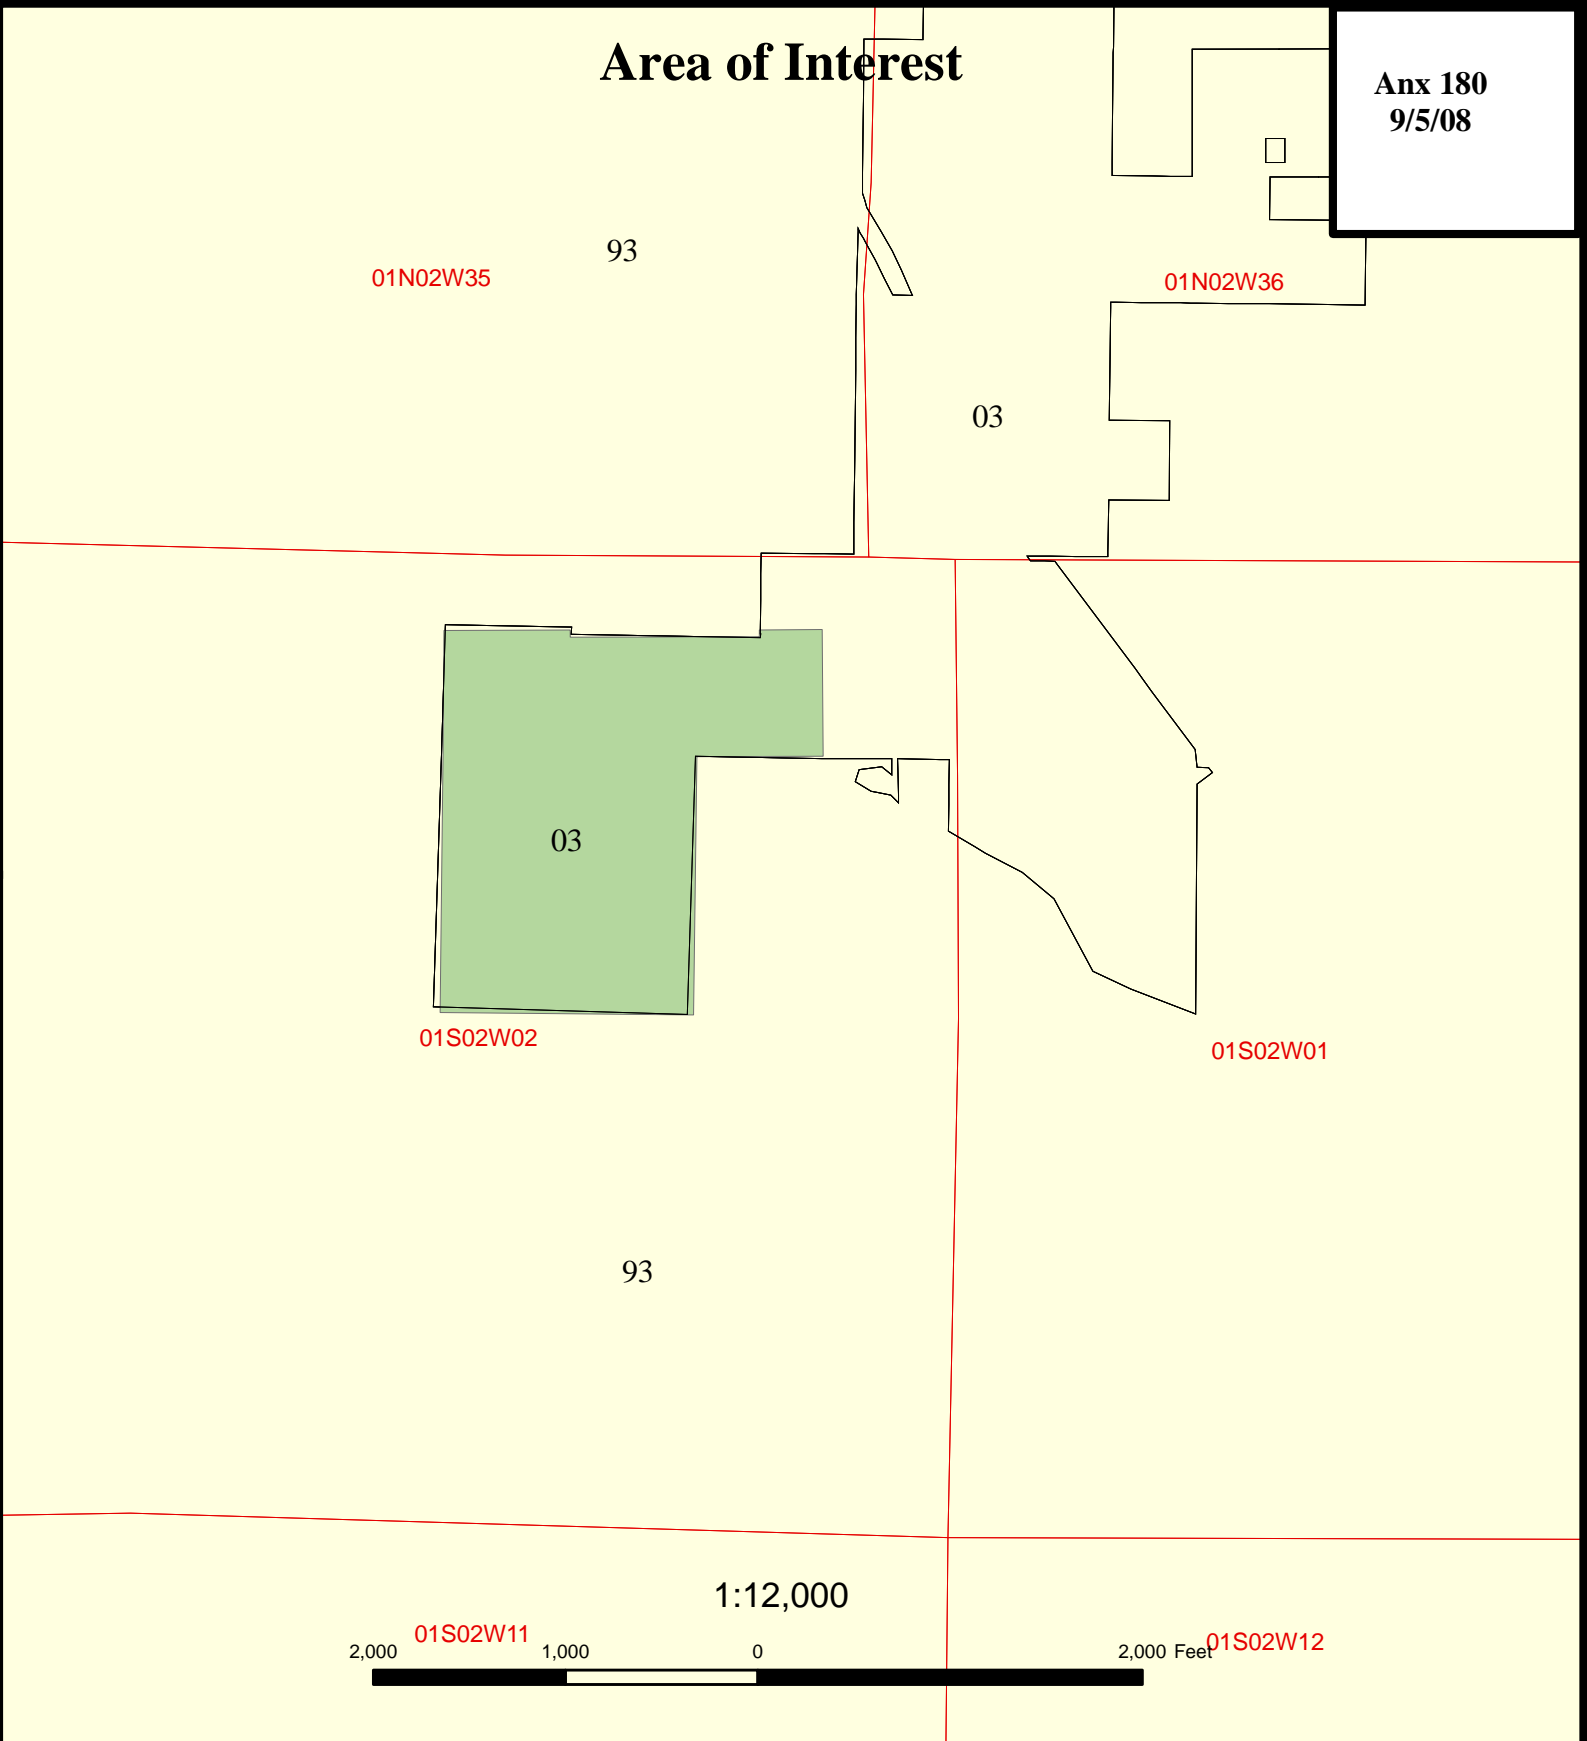 Area of Interest
Anx 180
9/5/08
93
01N02W35
01N02W36
03
03
01S02W02
01S02W01
93
1:12,000
01S02W11
01S02W12
2,000 1,000 0 2,000 Feet